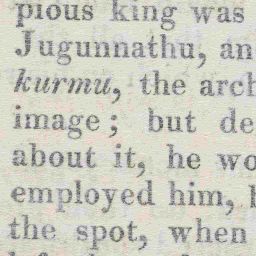 pious king was
Jugunnathu, an
kurmu, the arch
image; but de
about it, he wo
employed him,
the spot, when